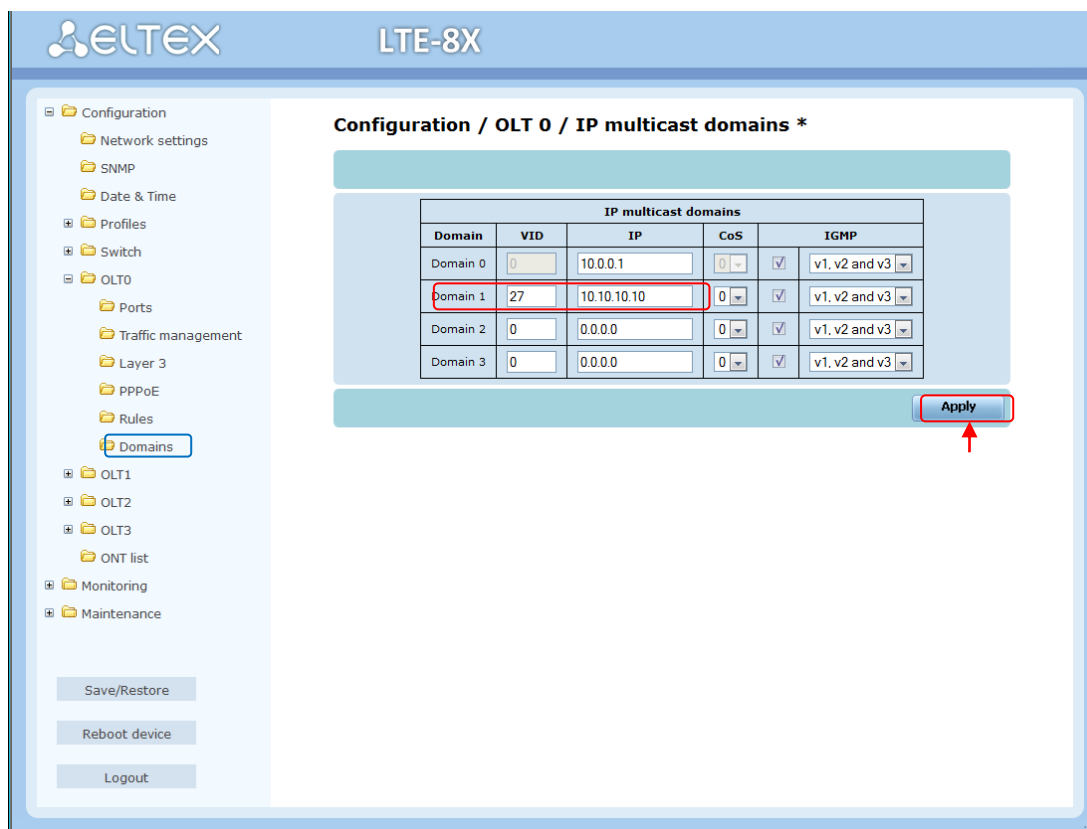 ELTEX
LTE-8X
Configuration
Network settings
SNMP
Date & Time
Profiles
Switch
OLT0
Ports
Traffic management
Layer 3
PPPoE
Rules
Domains
OLT1
OLT2
OLT3
ONT list
Monitoring
Maintenance
Save/Restore
Reboot device
Logout
Configuration / OLT 0 / IP multicast domains *
IP multicast domains
Domain VID IP CoS IGMP
Domain 0 0 10.0.0.1 0 v1, v2 and v3
Domain 1 27 10.10.10.10 0 v1, v2 and v3
Domain 2 0 0.0.0.0 0 v1, v2 and v3
Domain 3 0 0.0.0.0 0 v1, v2 and v3
Apply